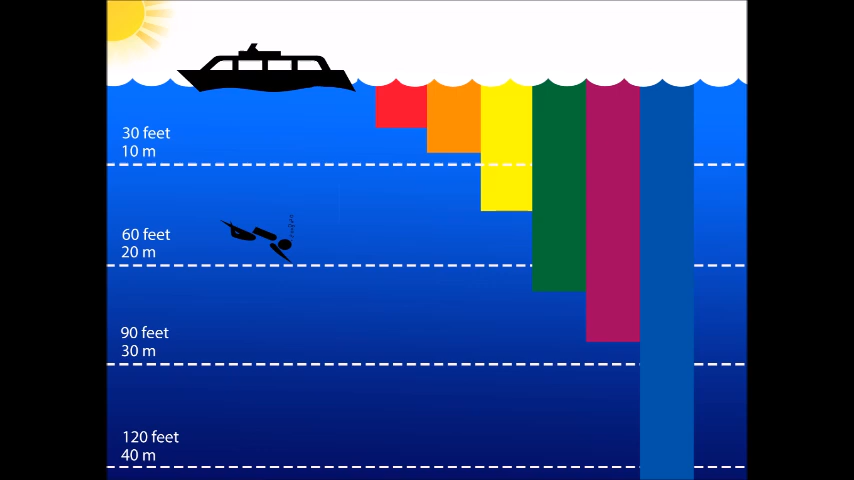 30 feet
10 m
60 feet
20 m
90 feet
30 m
120 feet
40 m